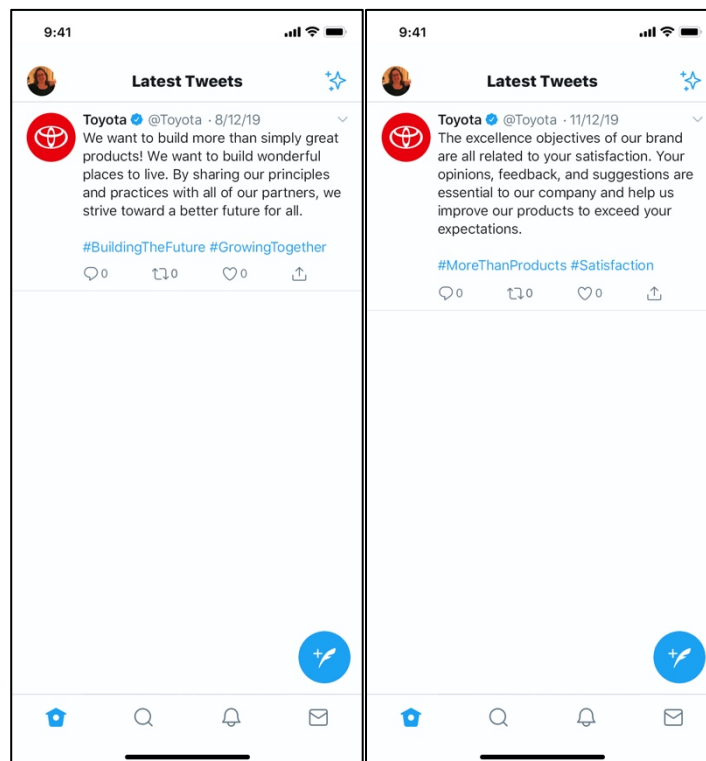 9:41
Latest Tweets
Toyota @Toyota · 8/12/19
We want to build more than simply great
products! We want to build wonderful
places to live. By sharing our principles
and practices with all of our partners, we
strive toward a better future for all.
#BuildingTheFuture #GrowingTogether
0 0 0
9:41
Latest Tweets
Toyota @Toyota · 11/12/19
The excellence objectives of our brand
are all related to your satisfaction. Your
opinions, feedback, and suggestions are
essential to our company and help us
improve our products to exceed your
expectations.
#MoreThanProducts #Satisfaction
0 0 0